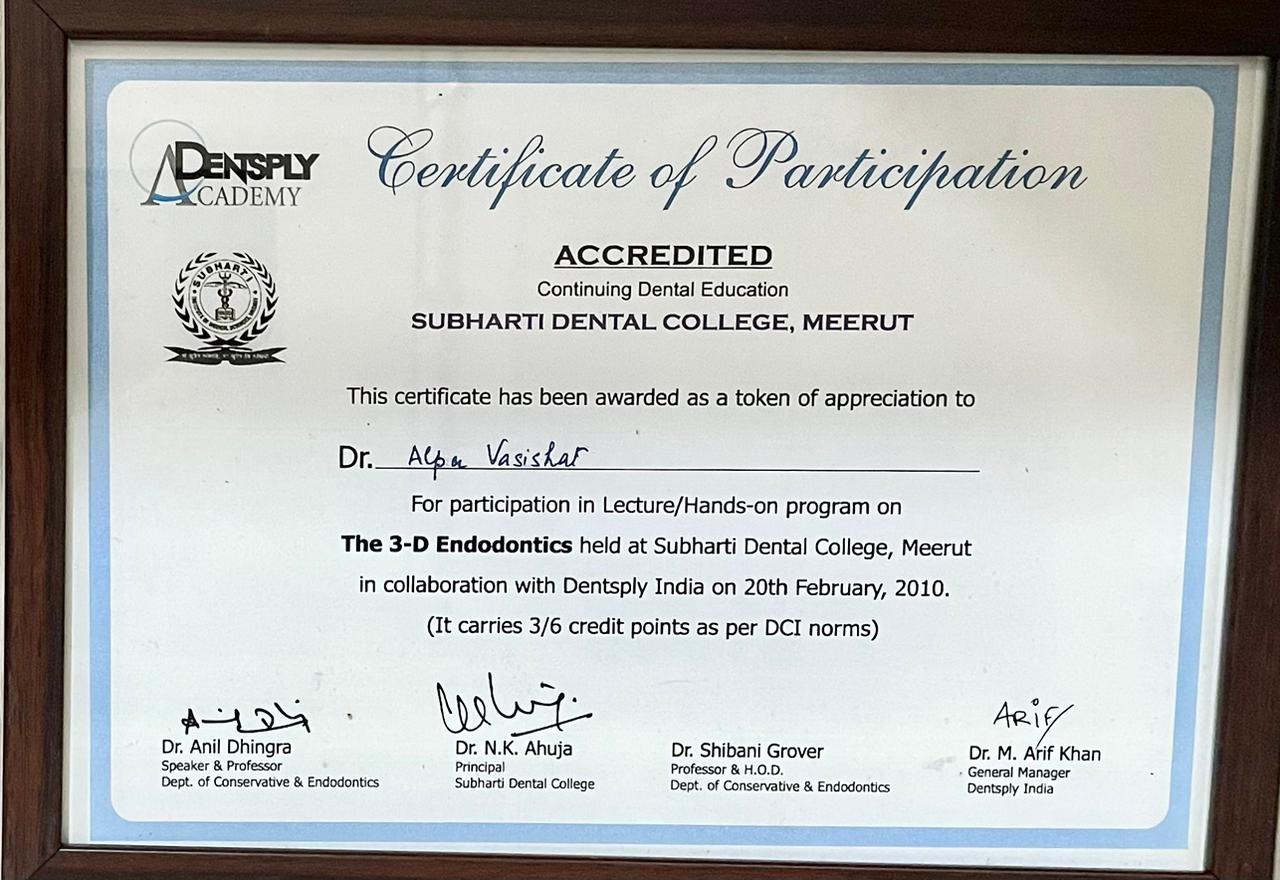 DENSPLY
ACADEMY
Certificate of Participation
ACCREDITED
Continuing Dental Education
SUBHARTI DENTAL COLLEGE, MEERUT
SUBHARTI
This certificate has been awarded as a token of appreciation to
Dr. Alpa Vasishat
For participation in Lecture/Hands-on program on
The 3-D Endodontics held at Subharti Dental College, Meerut
in collaboration with Dentsply India on 20th February, 2010.
(It carries 3/6 credit points as per DCI norms)
ARIF
Dr. Anil Dhingra
Speaker & Professor
Dept. of Conservative & Endodontics
Dr. N.K. Ahuja
Principal
Subharti Dental College
Dr. Shibani Grover
Professor & H.O.D.
Dept. of Conservative & Endodontics
Dr. M. Arif Khan
General Manager
Dentsply India